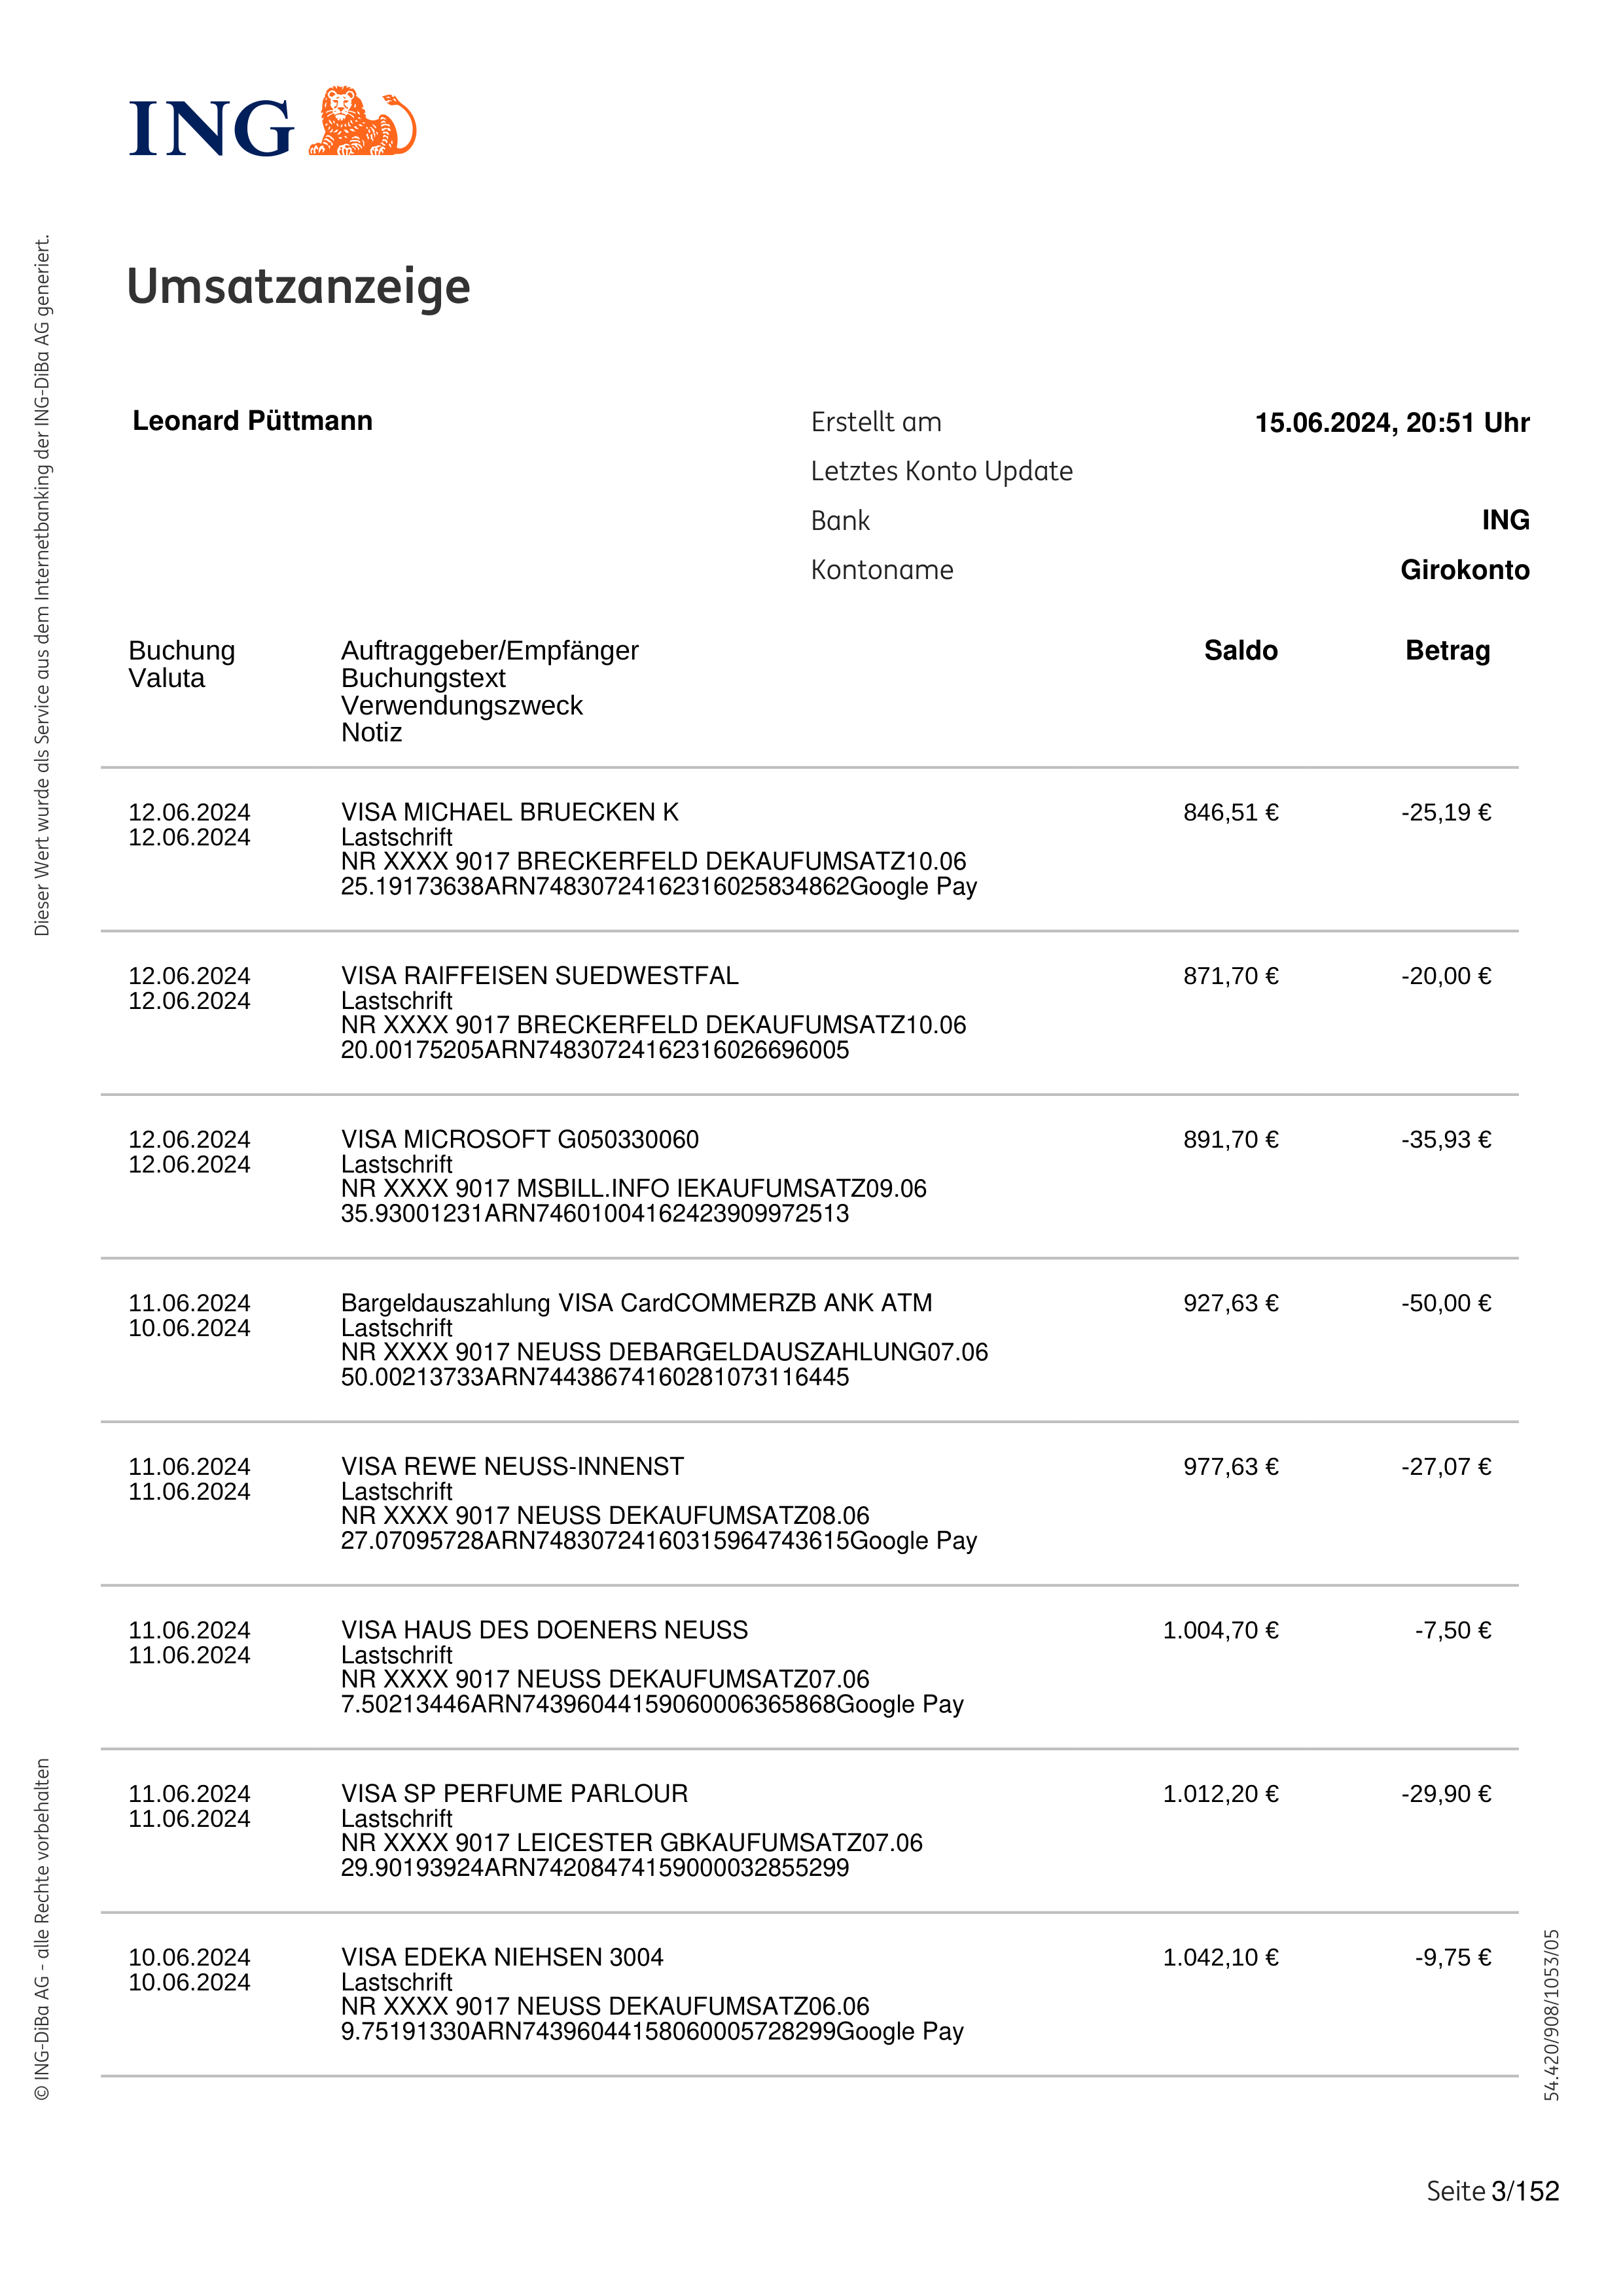 ING
Umsatzanzeige
Leonard Püttmann
Erstellt am 15.06.2024, 20:51 Uhr
Letztes Konto Update
Bank ING
Kontoname Girokonto
Buchung Auftraggeber/Empfänger Saldo Betrag
Valuta Buchungstext
Verwendungszweck
Notiz
12.06.2024 VISA MICHAEL BRUECKEN K 846,51 € -25,19 €
12.06.2024 Lastschrift
NR XXXX 9017 BRECKERFELD DEKAUFUMSATZ10.06
25.19173638ARN74830724162316025834862Google Pay
12.06.2024 VISA RAIFFEISEN SUEDWESTFAL 871,70 € -20,00 €
12.06.2024 Lastschrift
NR XXXX 9017 BRECKERFELD DEKAUFUMSATZ10.06
20.00175205ARN74830724162316026696005
12.06.2024 VISA MICROSOFT G050330060 891,70 € -35,93 €
12.06.2024 Lastschrift
NR XXXX 9017 MSBILL.INFO IEKAUFUMSATZ09.06
35.93001231ARN74601004162423909972513
11.06.2024 Bargeldauszahlung VISA CardCOMMERZB ANK ATM 927,63 € -50,00 €
10.06.2024 Lastschrift
NR XXXX 9017 NEUSS DEBARGELDAUSZAHLUNG07.06
50.00213733ARN74438674160281073116445
11.06.2024 VISA REWE NEUSS-INNENST 977,63 € -27,07 €
11.06.2024 Lastschrift
NR XXXX 9017 NEUSS DEKAUFUMSATZ08.06
27.07095728ARN74830724160315964743615Google Pay
11.06.2024 VISA HAUS DES DOENERS NEUSS 1.004,70 € -7,50 €
11.06.2024 Lastschrift
NR XXXX 9017 NEUSS DEKAUFUMSATZ07.06
7.50213446ARN74396044159060006365868Google Pay
11.06.2024 VISA SP PERFUME PARLOUR 1.012,20 € -29,90 €
11.06.2024 Lastschrift
NR XXXX 9017 LEICESTER GBKAUFUMSATZ07.06
29.90193924ARN74208474159000032855299
10.06.2024 VISA EDEKA NIEHSEN 3004 1.042,10 € -9,75 €
10.06.2024 Lastschrift
NR XXXX 9017 NEUSS DEKAUFUMSATZ06.06
9.75191330ARN74396044158060005728299Google Pay
Seite 3/152
Dieser Wert wurde als Service aus dem Internetbanking der ING-DiBa AG generiert.
© ING-DiBa AG - alle Rechte vorbehalten
54.420/908/1053/05